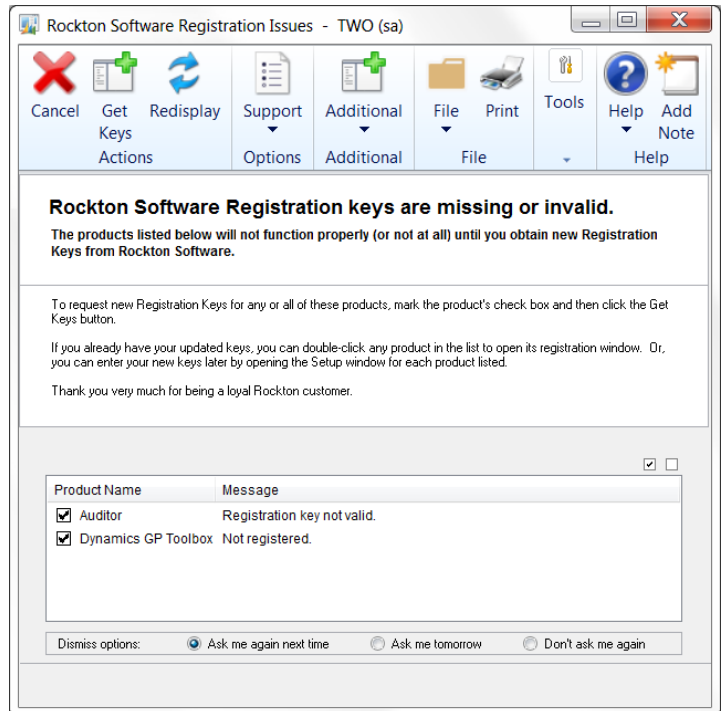 Rockton Software Registration Issues - TWO (sa)
Cancel Get Keys Redisplay Support Additional File Print Tools Help Add Note
Actions Options Additional File Help
Rockton Software Registration keys are missing or invalid.
The products listed below will not function properly (or not at all) until you obtain new Registration
Keys from Rockton Software.
To request new Registration Keys for any or all of these products, mark the product's check box and then click the Get
Keys button.
If you already have your updated keys, you can double-click any product in the list to open its registration window. Or,
you can enter your new keys later by opening the Setup window for each product listed.
Thank you very much for being a loyal Rockton customer.
Product Name Message
Auditor Registration key not valid.
Dynamics GP Toolbox Not registered.
Dismiss options: Ask me again next time Ask me tomorrow Don't ask me again